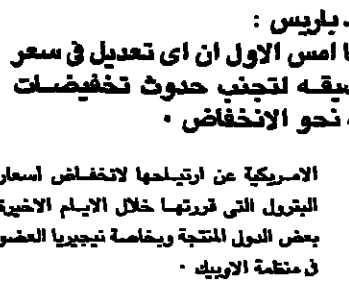 باريس :
امس الاول ان اى تعديل فى سعر
لتجنب حدوث تخفيضات
نحو الانخفاض .
الامريكية عن ارتياحها لانخفاض أسعار
البترول التى قررتها خلال الايام الاخيرة
بعض الدول المنتجة وبخاصة نيجيريا العضو
فى منظمة الاوبيك .